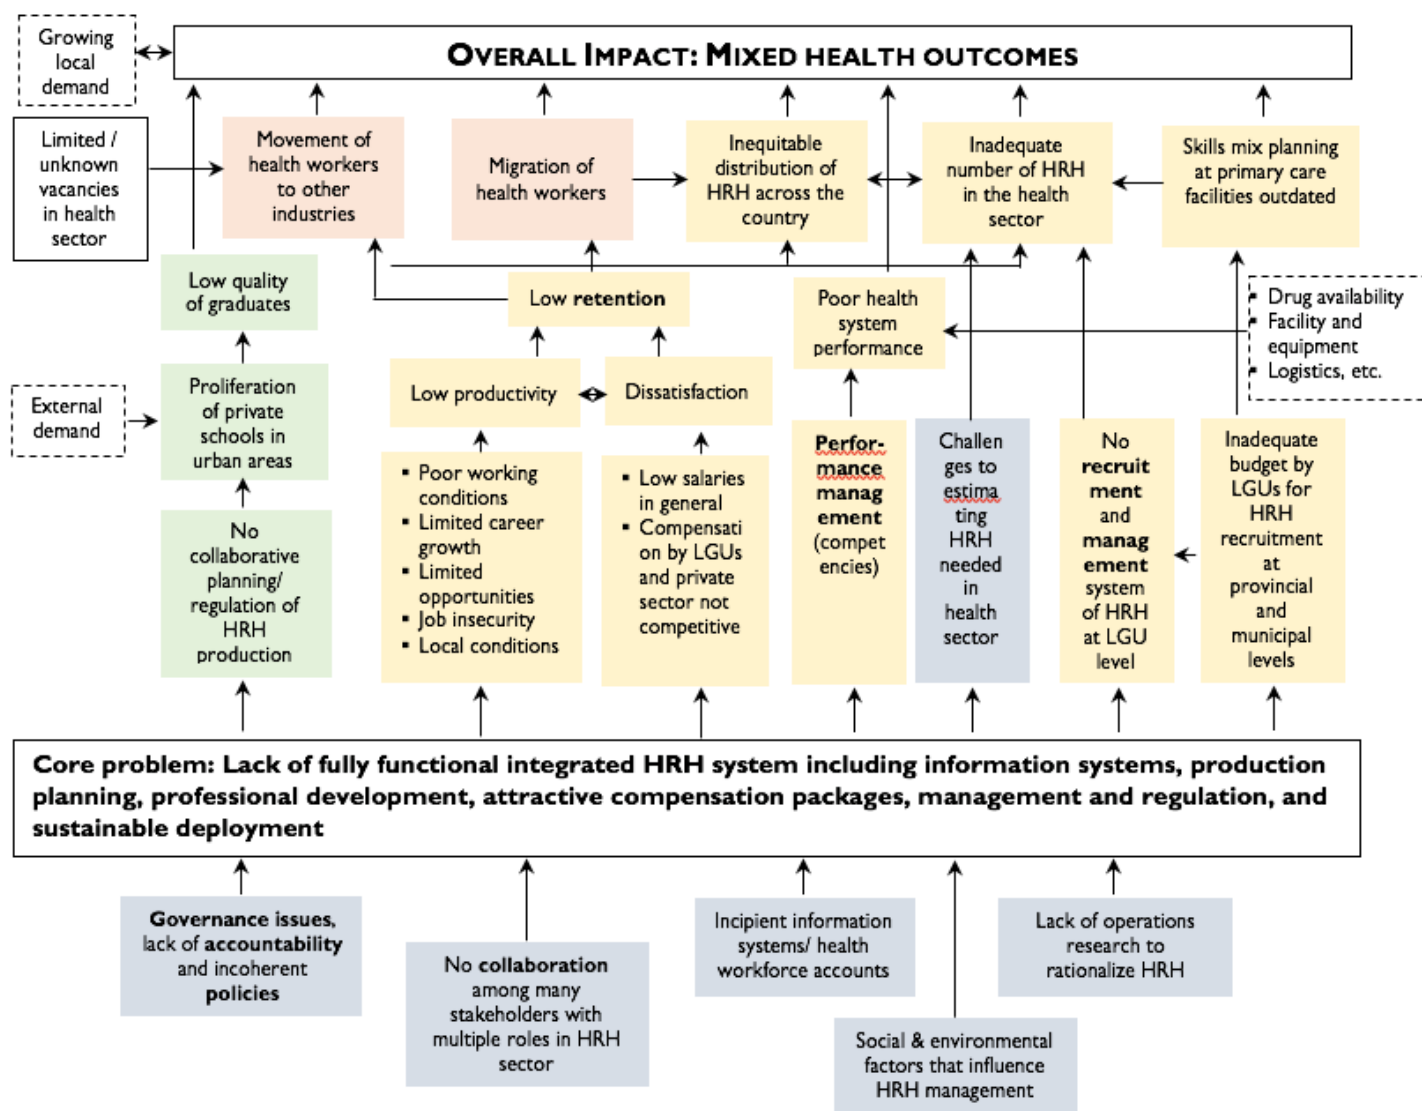 Growing
local
demand
OVERALL IMPACT: MIXED HEALTH OUTCOMES
Limited /
unknown
vacancies
in health
sector
Movement of
health workers
to other
industries
Migration of
health workers
Inequitable
distribution of
HRH across the
country
Inadequate
number of HRH
in the health
sector
Skills mix planning
at primary care
facilities outdated
Low quality
of graduates
Low retention
Poor health
system
performance
▪ Drug availability
▪ Facility and
equipment
▪ Logistics, etc.
External
demand
Proliferation
of private
schools in
urban areas
Low productivity
Dissatisfaction
No
collaborative
planning/
regulation of
HRH
production
▪ Poor working
conditions
▪ Limited career
growth
▪ Limited
opportunities
▪ Job insecurity
▪ Local conditions
▪ Low salaries
in general
▪ Compensati
on by LGUs
and private
sector not
competitive
Perfor-
mance
manag
ement
(compet
encies)
Challen
ges to
estima
ting
HRH
needed
in
health
sector
No
recruit
ment
and
manag
ement
system
of HRH
at LGU
level
Inadequate
budget by
LGUs for
HRH
recruitment
at
provincial
and
municipal
levels
Core problem: Lack of fully functional integrated HRH system including information systems, production
planning, professional development, attractive compensation packages, management and regulation, and
sustainable deployment
Governance issues,
lack of accountability
and incoherent
policies
No collaboration
among many
stakeholders with
multiple roles in HRH
sector
Incipient information
systems/ health
workforce accounts
Social & environmental
factors that influence
HRH management
Lack of operations
research to
rationalize HRH